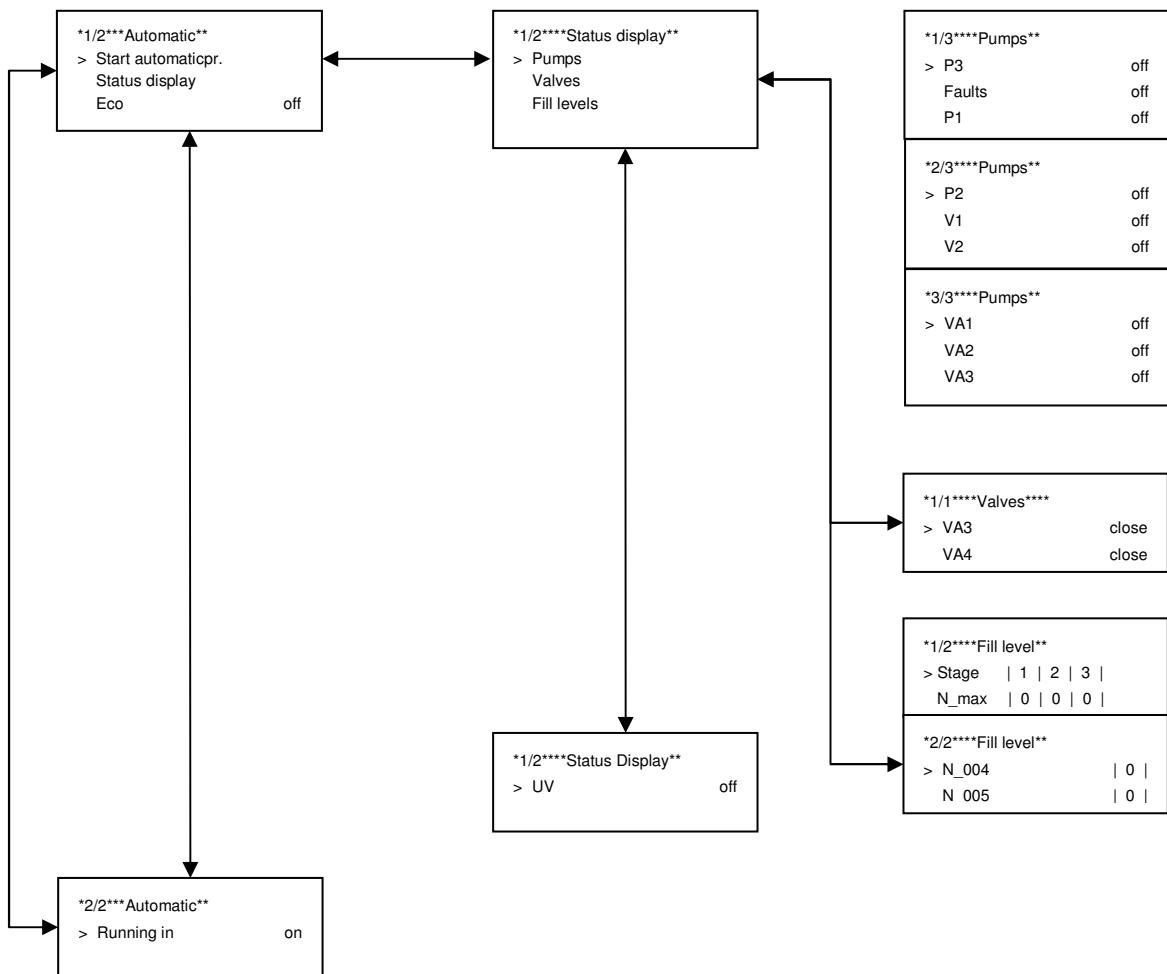 *1/2***Automatic**
> Start automaticpr.
Status display
Eco off
*1/2****Status display**
> Pumps
Valves
Fill levels
*1/3****Pumps**
> P3 off
Faults off
P1 off
*2/3****Pumps**
> P2 off
V1 off
V2 off
*3/3****Pumps**
> VA1 off
VA2 off
VA3 off
*1/1****Valves****
> VA3 close
VA4 close
*1/2****Fill level**
> Stage | 1 | 2 | 3 |
N_max | 0 | 0 | 0 |
*2/2****Fill level**
> N_004 | 0 |
N 005 | 0 |
*1/2****Status Display**
> UV off
*2/2***Automatic**
> Running in on